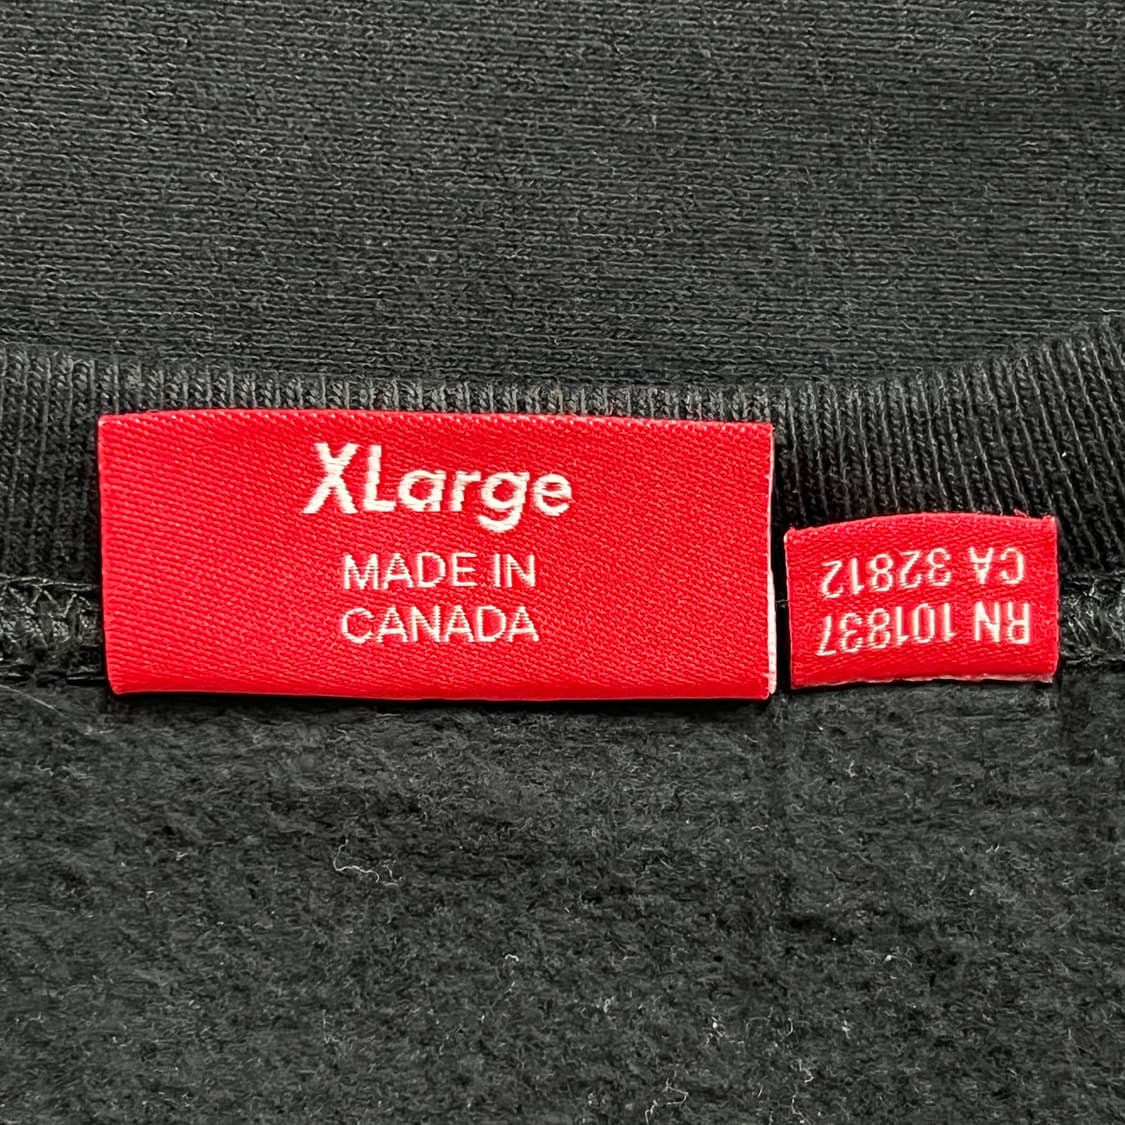 XLarge
MADE IN
CANADA
RN 101837
CA 32812